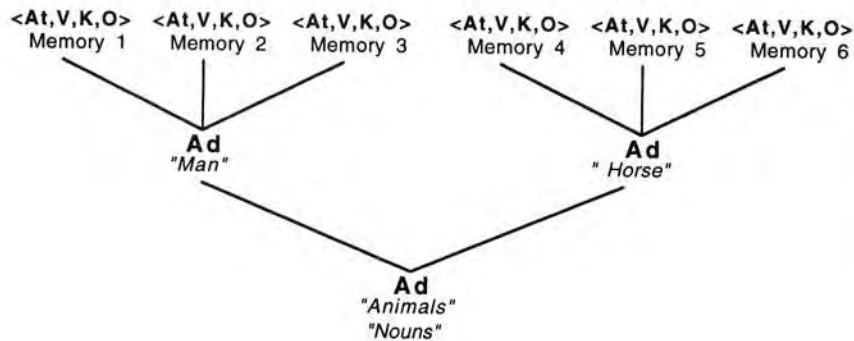 <At,V,K,O> <At,V,K,O> <At,V,K,O> <At,V,K,O> <At,V,K,O> <At,V,K,O>
Memory 1 Memory 2 Memory 3 Memory 4 Memory 5 Memory 6
Ad Ad
"Man" " Horse"
Ad
"Animals"
"Nouns"